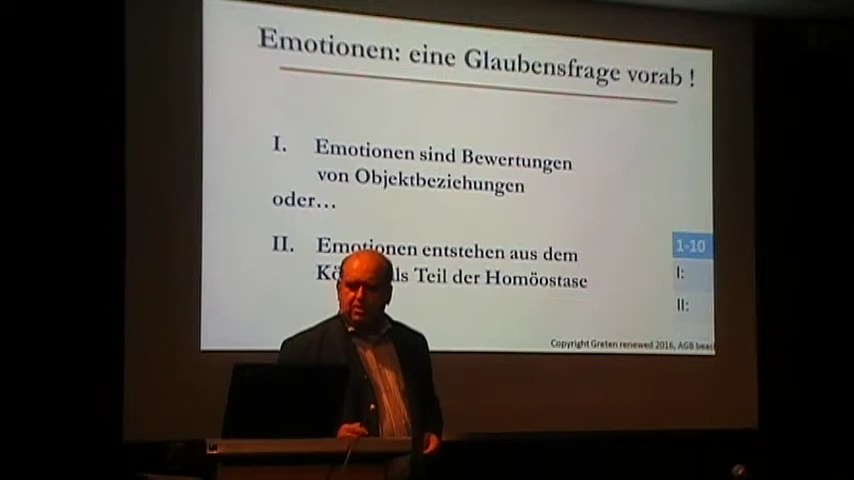 Emotionen: eine Glaubensfrage vorab !
I. Emotionen sind Bewertungen
von Objektbeziehungen
oder...
II. Emotionen entstehen aus dem
als Teil der Homöostase
1-10
I:
II:
Copyright Greten renewed 2016, AGB